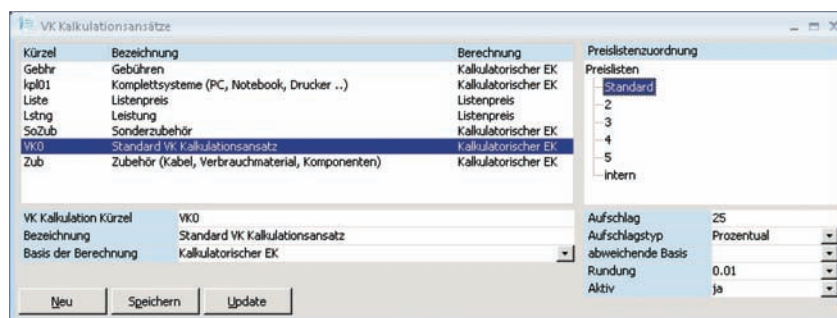 VK Kalkulationsansätze
Kürzel Bezeichnung Berechnung
Gebhr Gebühren Kalkulatorischer EK
kpl01 Komplettsysteme (PC, Notebook, Drucker ..) Kalkulatorischer EK
Liste Listenpreis Listenpreis
Lstng Leistung Listenpreis
SoZub Sonderzubehör Kalkulatorischer EK
VK0 Standard VK Kalkulationsansatz Kalkulatorischer EK
Zub Zubehör (Kabel, Verbrauchmaterial, Komponenten) Kalkulatorischer EK
Preislistenzuordnung
Preislisten
Standard
2
3
4
5
intern
VK Kalkulation Kürzel VK0
Bezeichnung Standard VK Kalkulationsansatz
Basis der Berechnung Kalkulatorischer EK
Aufschlag 25
Aufschlagstyp Prozentual
abweichende Basis
Rundung 0.01
Aktiv ja
Neu Speichern Update